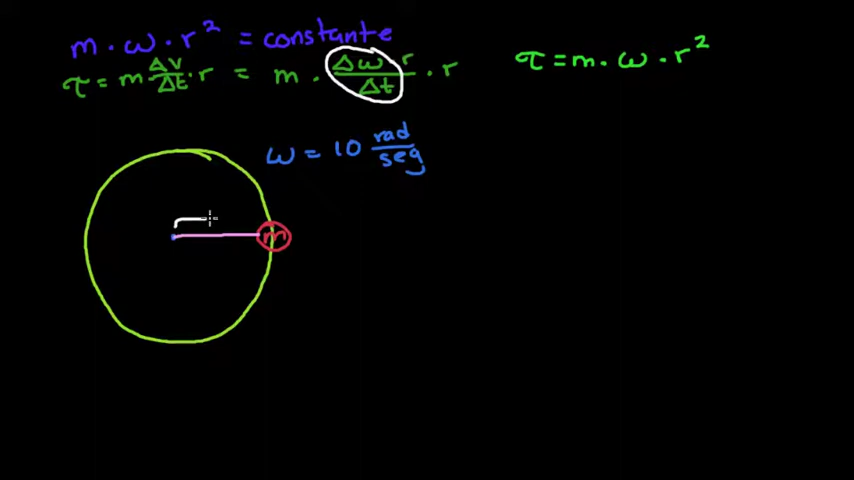 m · ω · r² = constante
τ = m Δv/Δt · r = m · Δω r/Δt · r
τ = m · ω · r²
ω = 10 rad/seg
m